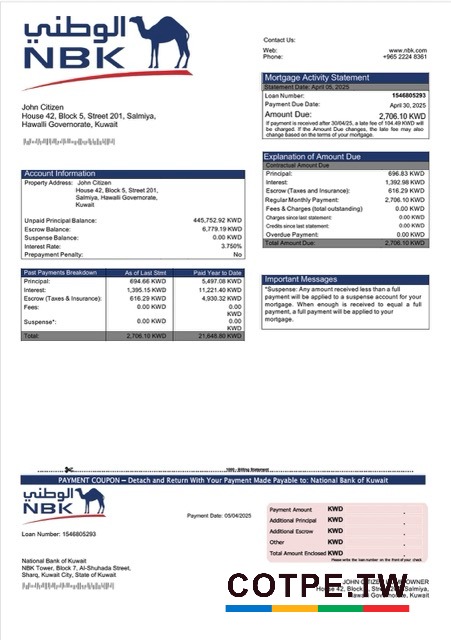 الوطني
NBK
Contact Us:
Web: www.nbk.com
Phone: +965 2224 8361
Mortgage Activity Statement
Statement Date: April 05, 2025
Loan Number: 1546805293
Payment Due Date: April 30, 2025
Amount Due: 2,706.10 KWD
If payment is received after 30/04/25, a late fee of 104.49 KWD will
be charged. If the Amount Due changes, the late fee may also
change based on the terms of your mortgage.
John Citizen
House 42, Block 5, Street 201, Salmiya,
Hawalli Governorate, Kuwait
Explanation of Amount Due
Contractual Amount Due
Principal: 696.83 KWD
Interest: 1,392.98 KWD
Escrow (Taxes and Insurance): 616.29 KWD
Regular Monthly Payment: 2,706.10 KWD
Fees & Charges (total outstanding) 0.00 KWD
Charges since last statement: 0.00 KWD
Credits since last statement: 0.00 KWD
Overdue Payment: 0.00 KWD
Total Amount Due: 2,706.10 KWD
Account Information
Property Address: John Citizen
House 42, Block 5, Street 201,
Salmiya, Hawalli Governorate,
Kuwait
Unpaid Principal Balance: 445,752.92 KWD
Escrow Balance: 6,779.19 KWD
Suspense Balance: 0.00 KWD
Interest Rate: 3.750%
Prepayment Penalty: No
Past Payments Breakdown As of Last Stmt Paid Year to Date
Principal: 694.66 KWD 5,497.08 KWD
Interest: 1,395.15 KWD 11,221.40 KWD
Escrow (Taxes & Insurance): 616.29 KWD 4,930.32 KWD
Fees: 0.00 KWD 0.00
KWD
Suspense*: 0.00 KWD 0.00
KWD
Total: 2,706.10 KWD 21,648.80 KWD
Important Messages
*Suspense: Any amount received less than a full
payment will be applied to a suspense account for your
mortgage. When enough is received to equal a full
payment, a full payment will be applied to your
mortgage.
Billing Statement
PAYMENT COUPON – Detach and Return With Your Payment Made Payable to: National Bank of Kuwait
الوطني
NBK
Loan Number: 1546805293
Payment Date: 05/04/2025
Payment Amount KWD .
Additional Principal KWD .
Additional Escrow KWD .
Other KWD .
Total Amount Enclosed KWD .
Please write the loan number on the front of your check.
National Bank of Kuwait
NBK Tower, Block 7, Al-Shuhada Street,
Sharq, Kuwait City, State of Kuwait
JOHN CITIZEN OWNER
House 42, Block
Hawalli Governorate, Kuwait
COTPE.TW